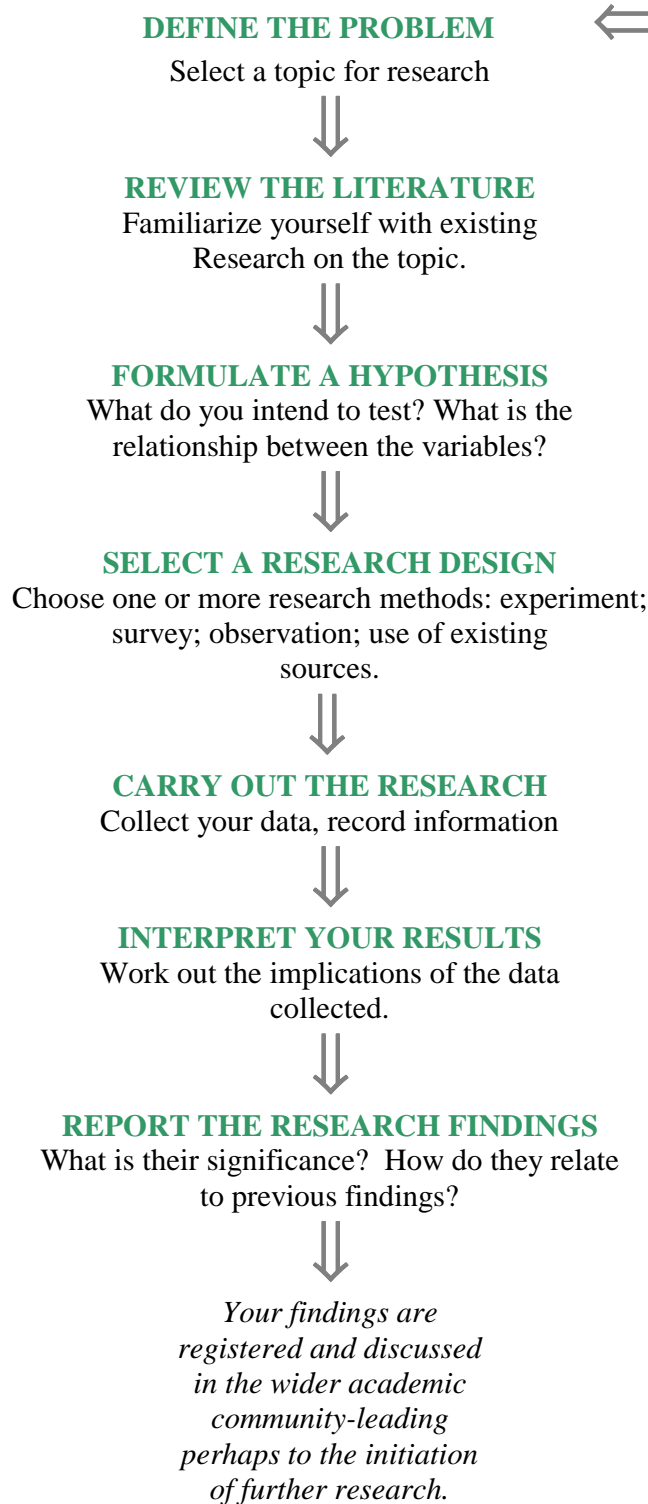 DEFINE THE PROBLEM
Select a topic for research
REVIEW THE LITERATURE
Familiarize yourself with existing
Research on the topic.
FORMULATE A HYPOTHESIS
What do you intend to test? What is the
relationship between the variables?
SELECT A RESEARCH DESIGN
Choose one or more research methods: experiment;
survey; observation; use of existing
sources.
CARRY OUT THE RESEARCH
Collect your data, record information
INTERPRET YOUR RESULTS
Work out the implications of the data
collected.
REPORT THE RESEARCH FINDINGS
What is their significance?  How do they relate
to previous findings?
Your findings are
registered and discussed
in the wider academic
community-leading
perhaps to the initiation
of further research.